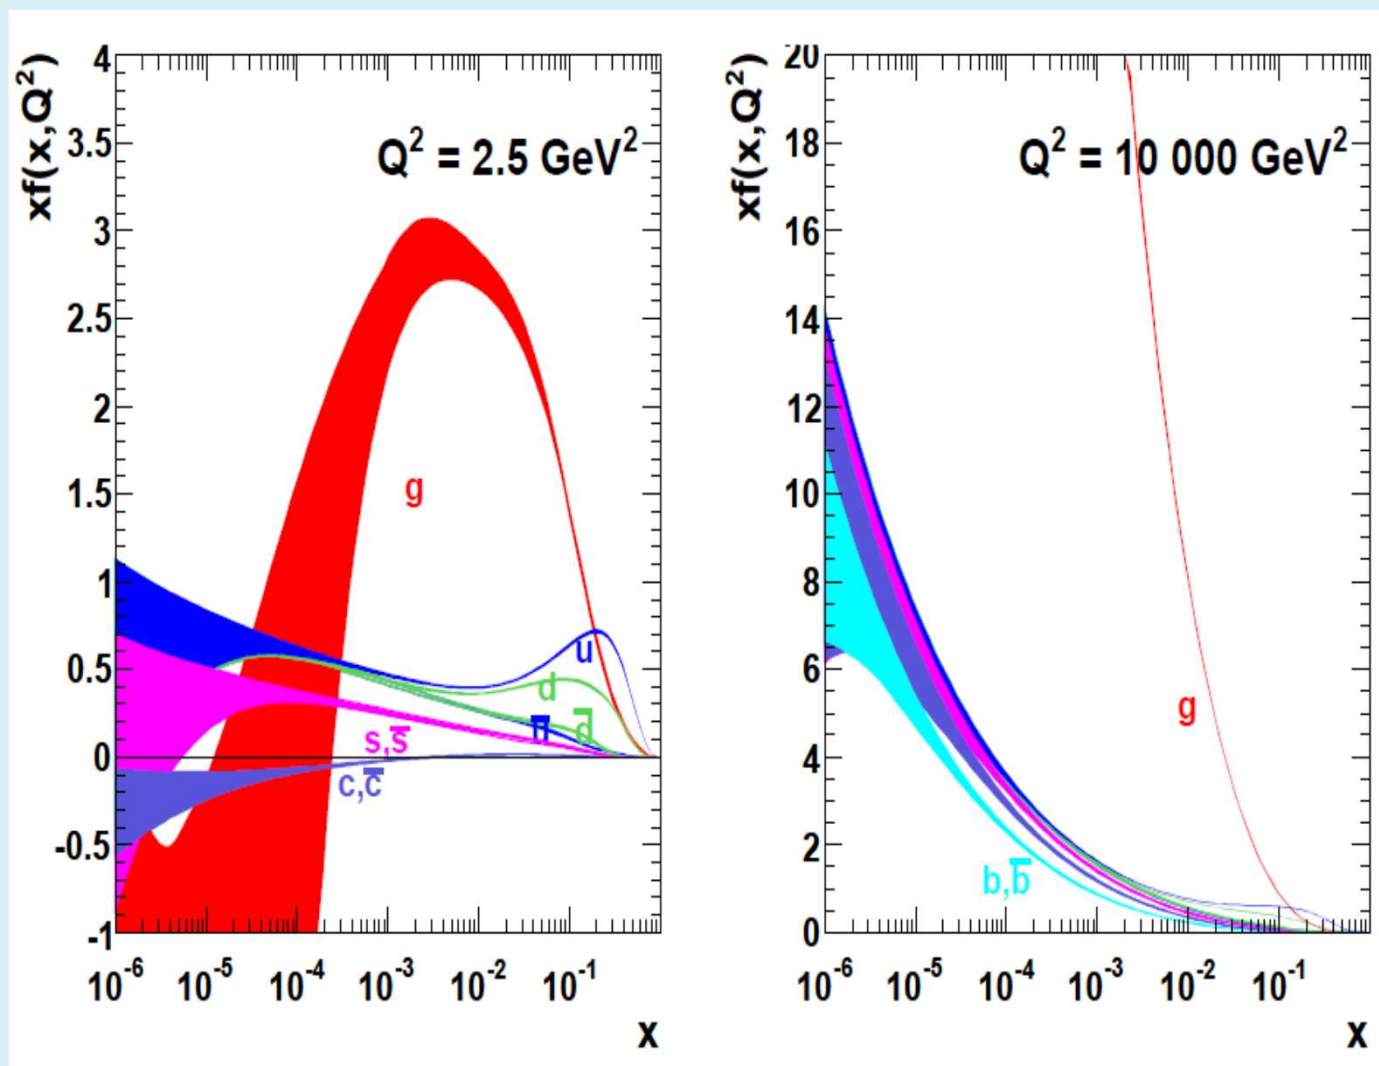 xf(x,Q²)
Q² = 2.5 GeV²
4
3.5
3
2.5
2
1.5
1
0.5
0
-0.5
-1
g
u
d
u̅
d̅
s,s̅
c,c̅
10⁻⁶ 10⁻⁵ 10⁻⁴ 10⁻³ 10⁻² 10⁻¹
x
xf(x,Q²)
Q² = 10 000 GeV²
20
18
16
14
12
10
8
6
4
2
0
g
b,b̅
10⁻⁶ 10⁻⁵ 10⁻⁴ 10⁻³ 10⁻² 10⁻¹
x